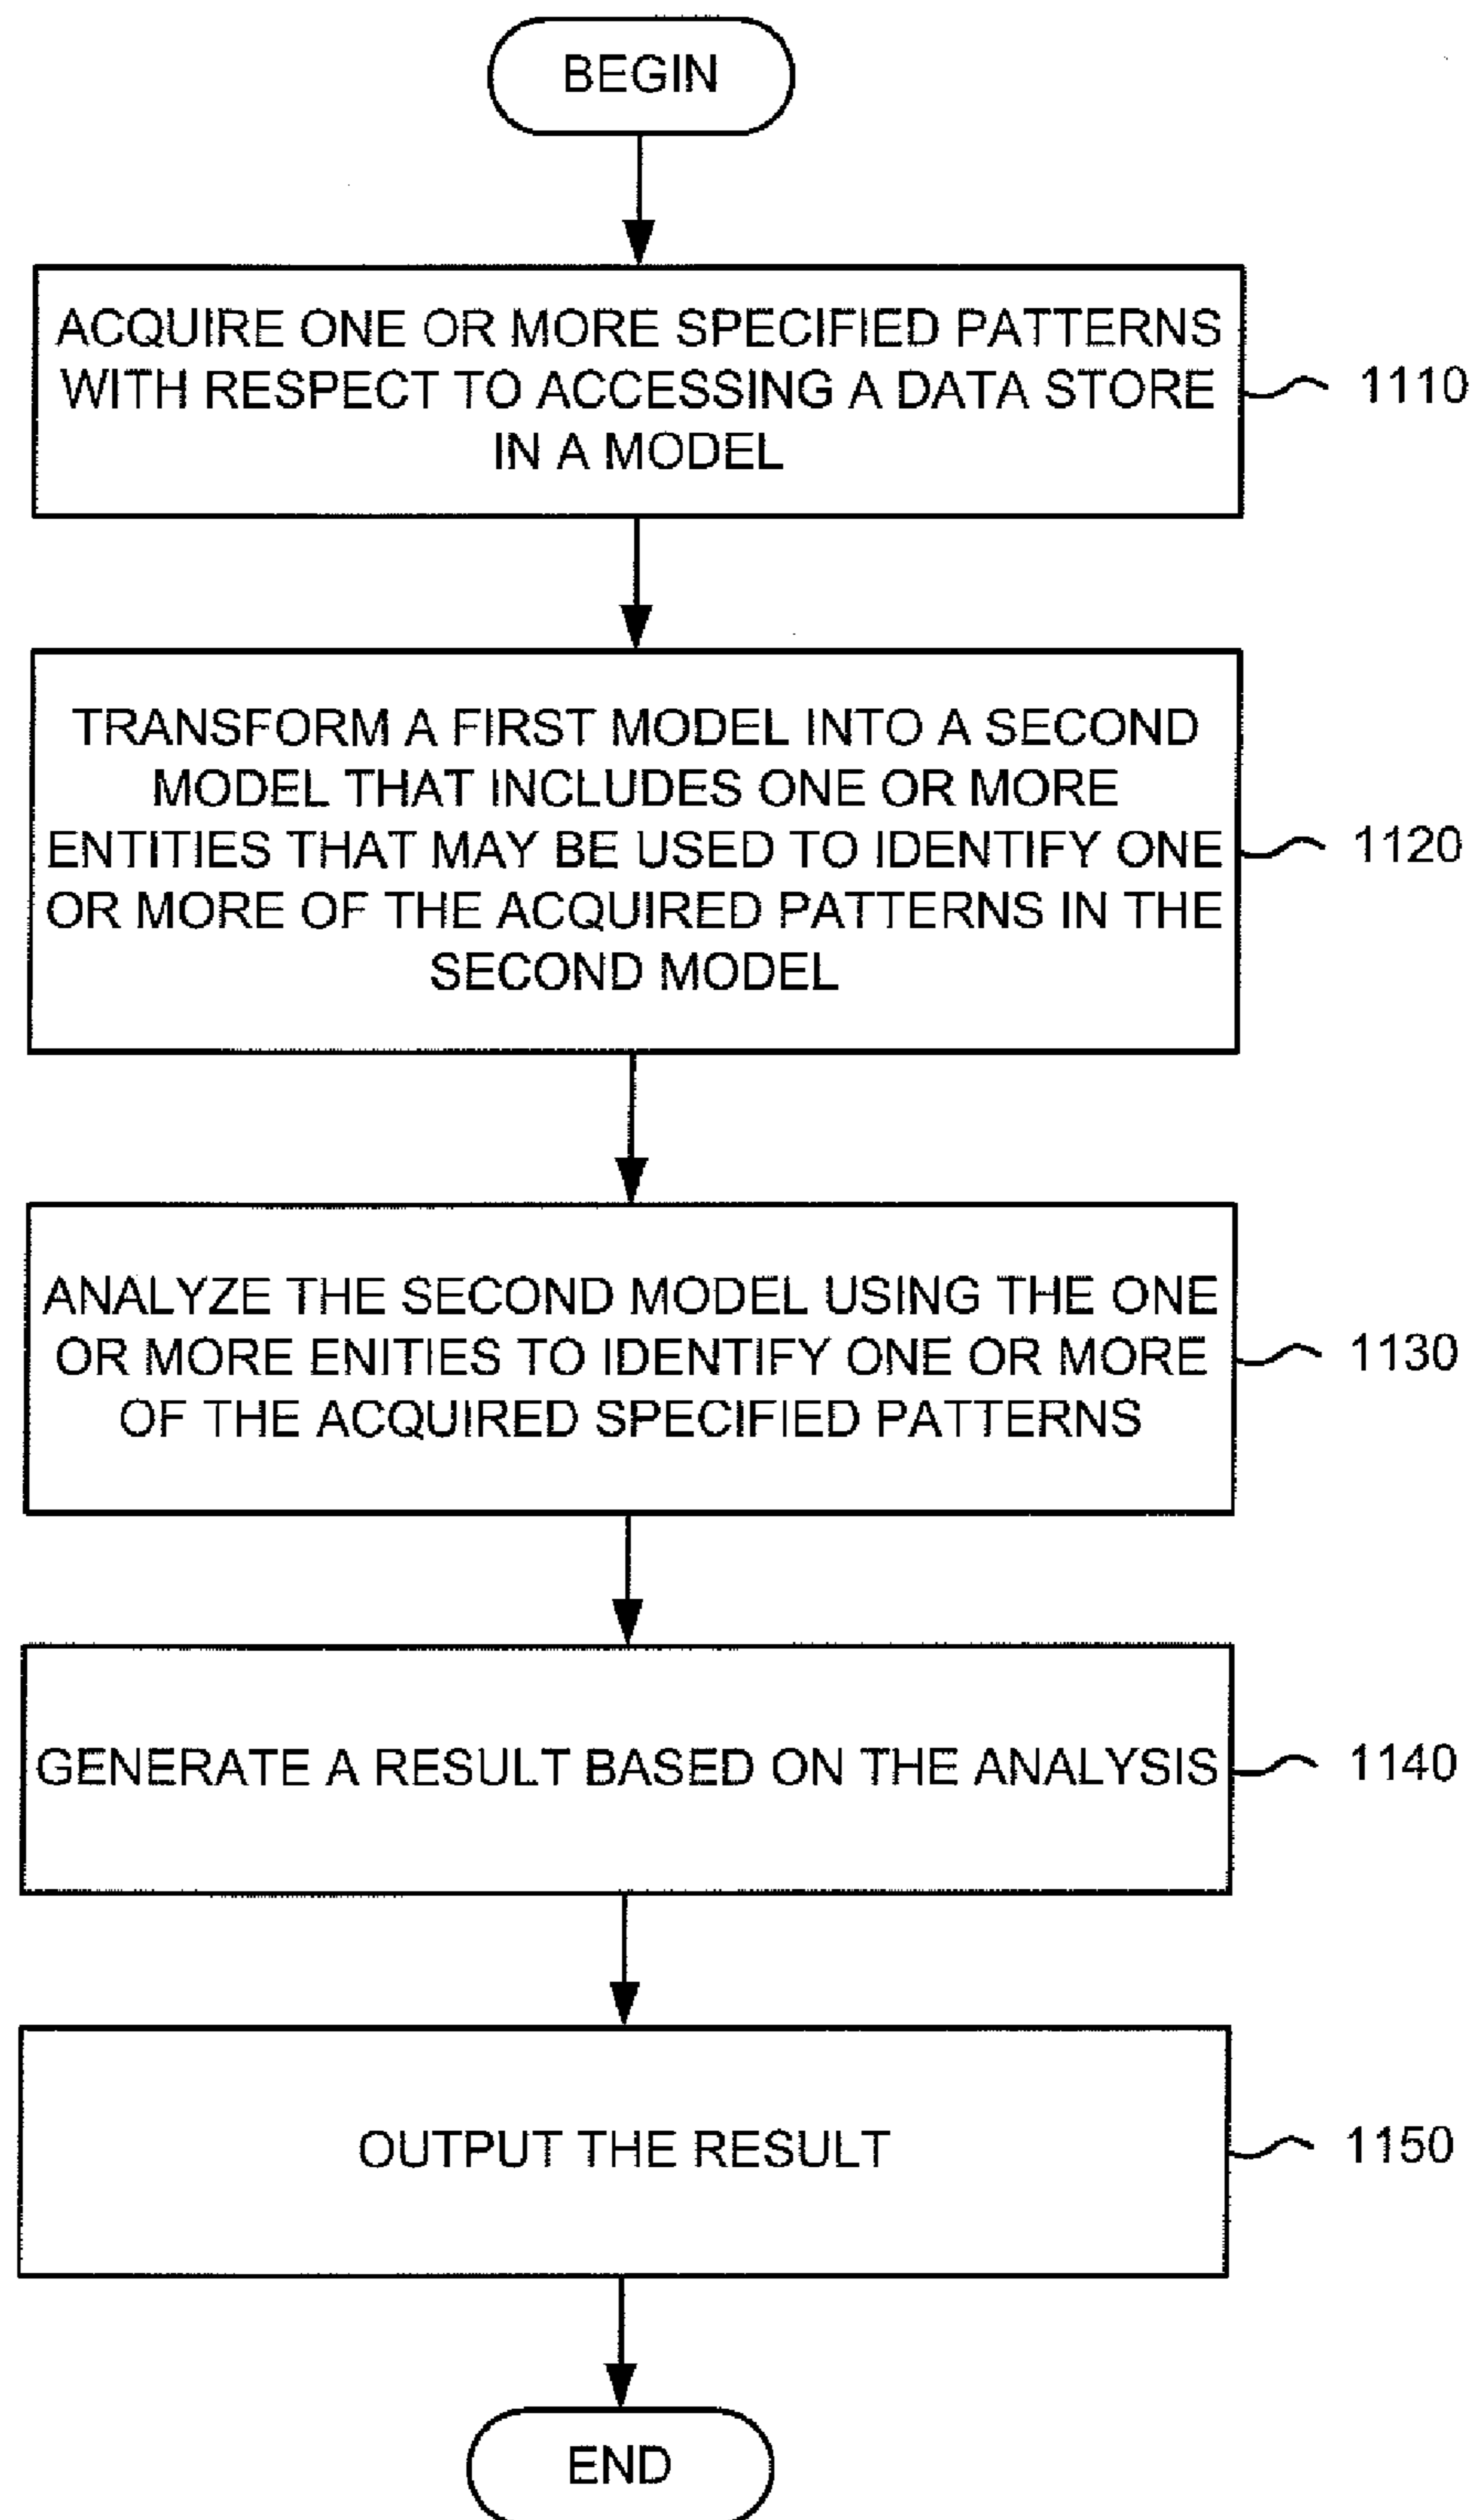 BEGIN
ACQUIRE ONE OR MORE SPECIFIED PATTERNS
WITH RESPECT TO ACCESSING A DATA STORE
IN A MODEL
1110
TRANSFORM A FIRST MODEL INTO A SECOND
MODEL THAT INCLUDES ONE OR MORE
ENTITIES THAT MAY BE USED TO IDENTIFY ONE
OR MORE OF THE ACQUIRED PATTERNS IN THE
SECOND MODEL
1120
ANALYZE THE SECOND MODEL USING THE ONE
OR MORE ENITIES TO IDENTIFY ONE OR MORE
OF THE ACQUIRED SPECIFIED PATTERNS
1130
GENERATE A RESULT BASED ON THE ANALYSIS
1140
OUTPUT THE RESULT
1150
END